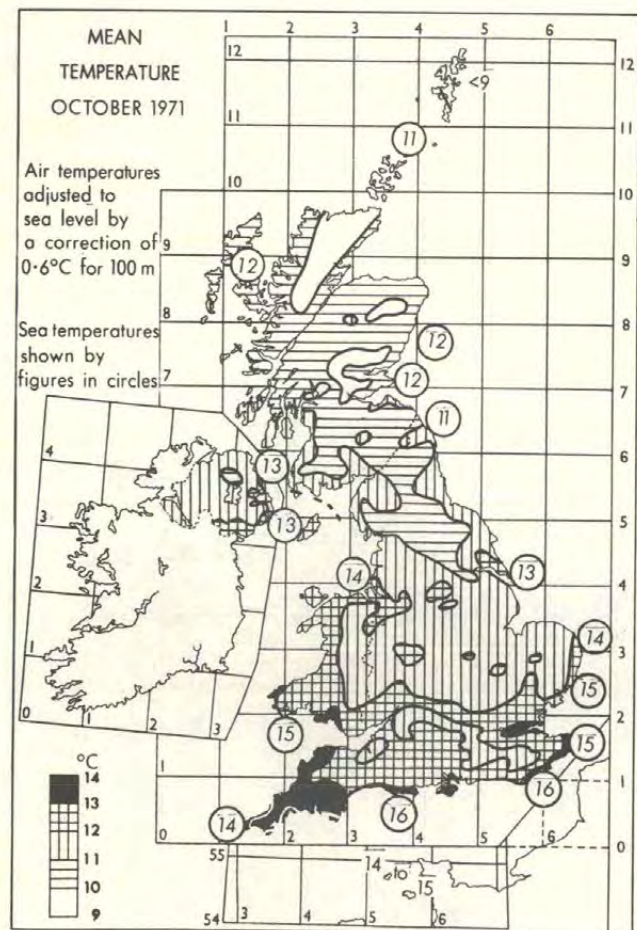 MEAN
TEMPERATURE
OCTOBER 1971
Air temperatures
adjusted to
sea level by
a correction of
0·6°C for 100 m
Sea temperatures
shown by
figures in circles
1 2 3 4 5 6
12 12
<9
11 11
11
10 10
9 12 9
8 12 8
7 12 7
11
6
4 13
3 13 5
14 13
2 4
14
1 3
15
0 1 2 3 15 2
15
°C
14
13
12
11
10
9
1 16 1
14 16
0 2 3 4 5 6 0
55 14 to 15
54 3 4 5 6